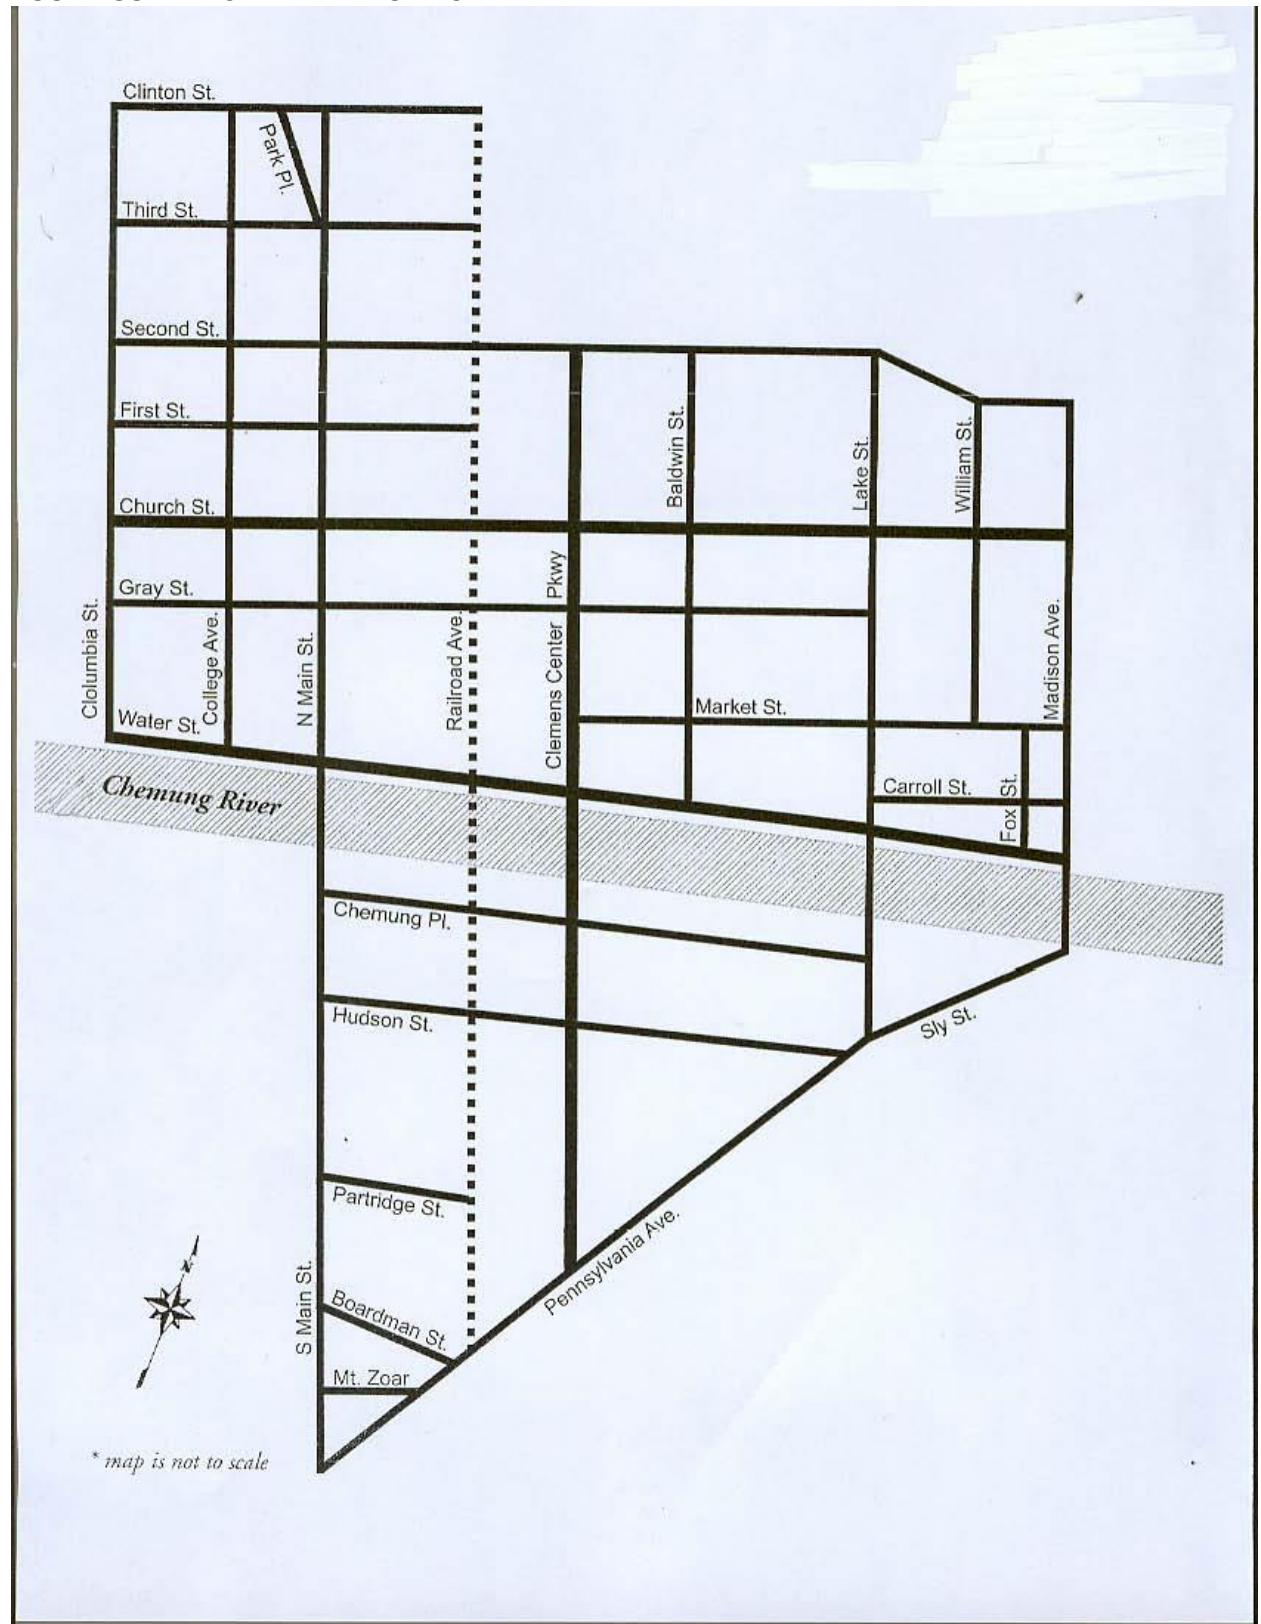 Clinton St.
Park Pl.
Third St.
Second St.
First St.
Church St.
Baldwin St.
Lake St.
William St.
Gray St.
Clolumbia St.
College Ave.
N Main St.
Railroad Ave.
Clemens Center Pkwy
Madison Ave.
Water St.
Market St.
Chemung River
Carroll St.
Fox St.
Chemung Pl.
Hudson St.
Sly St.
Partridge St.
Pennsylvania Ave.
N
S Main St.
Boardman St.
Mt. Zoar
* map is not to scale